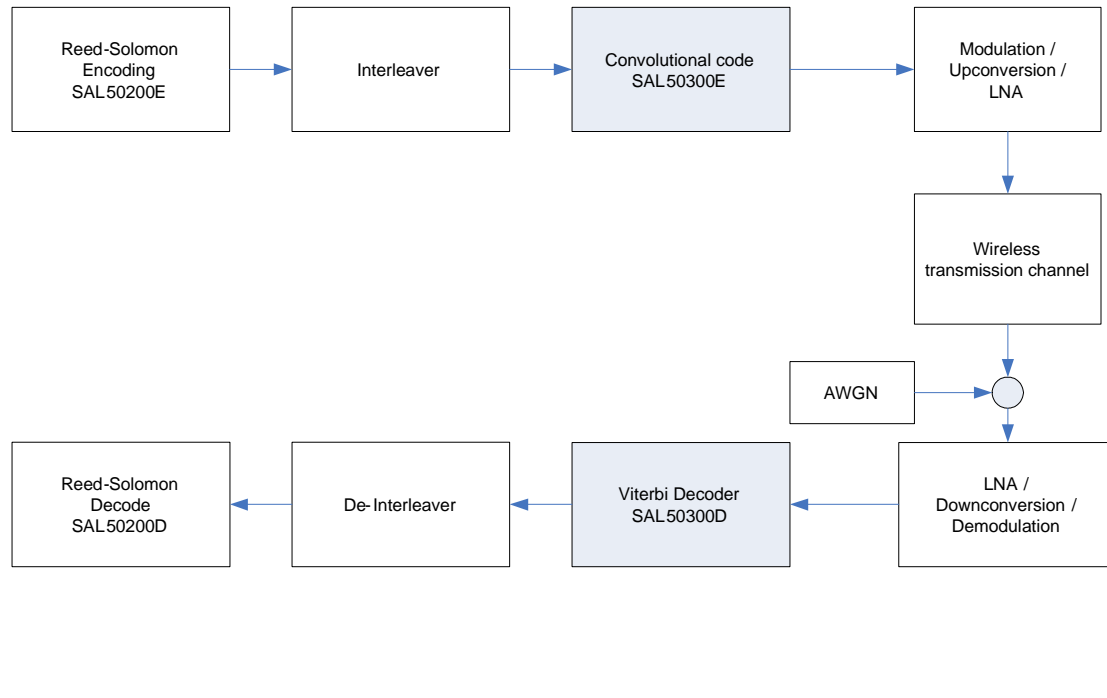 Reed-Solomon
Encoding
SAL50200E
Interleaver
Convolutional code
SAL50300E
Modulation /
Upconversion /
LNA
Wireless
transmission channel
AWGN
Reed-Solomon
Decode
SAL50200D
De-Interleaver
Viterbi Decoder
SAL50300D
LNA /
Downconversion /
Demodulation